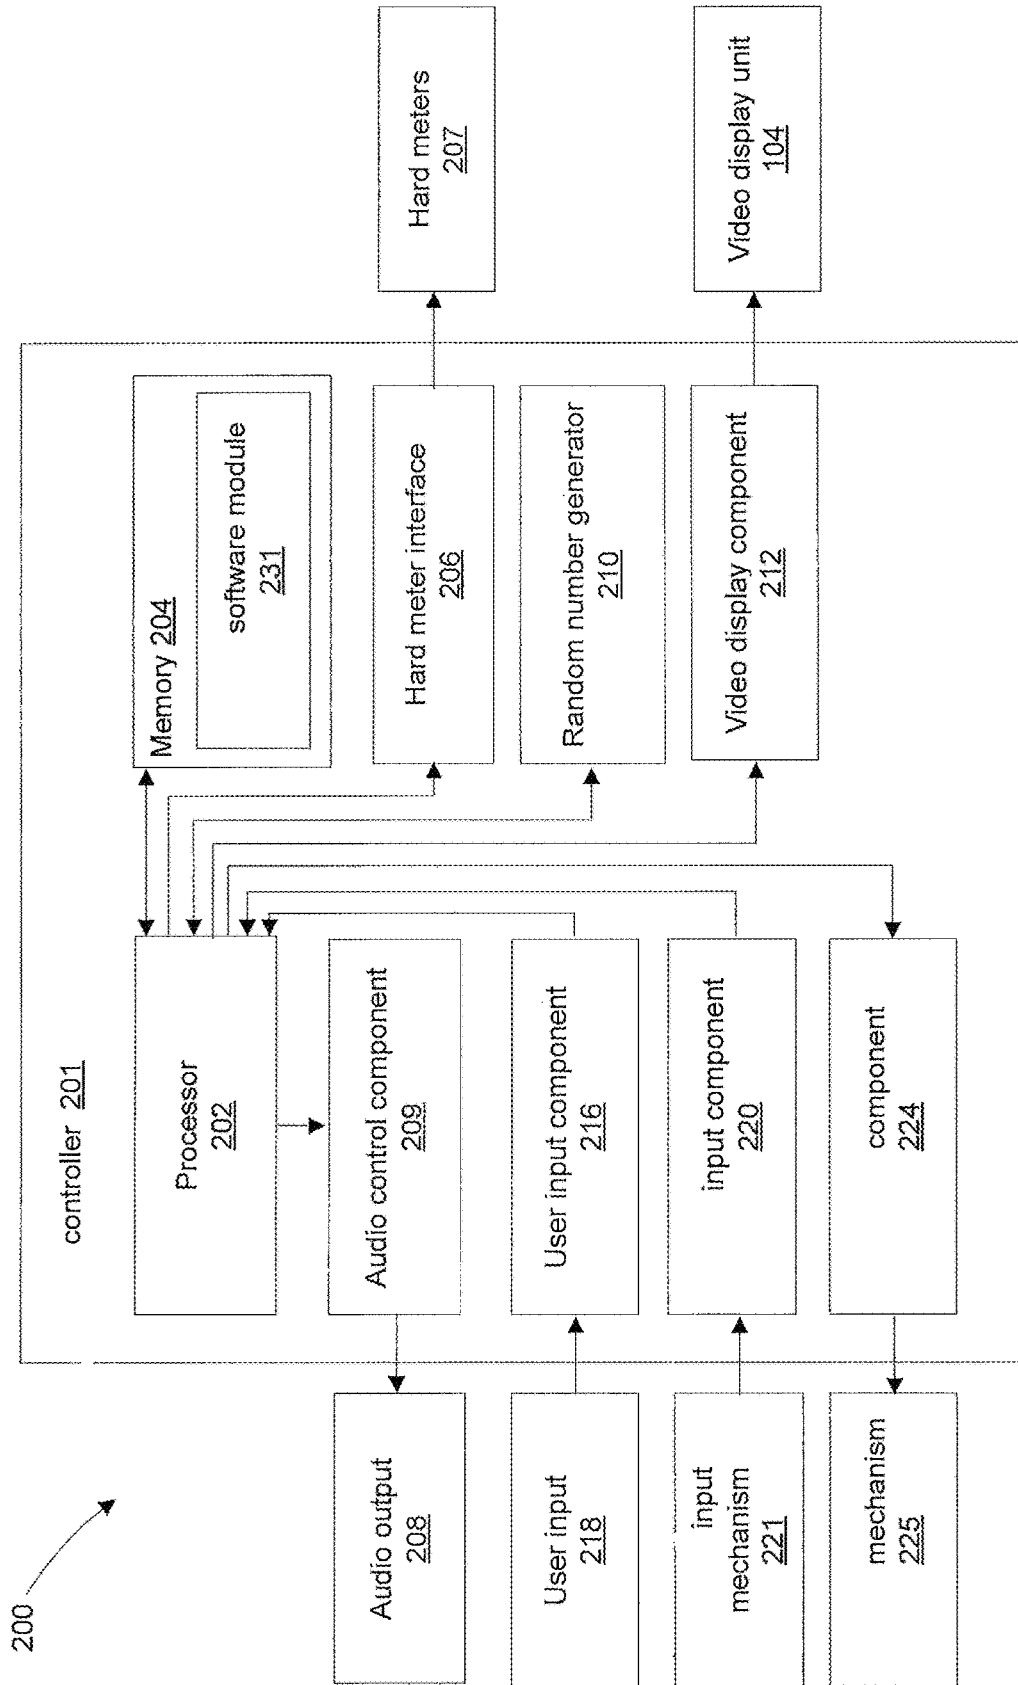 200
controller 201
Processor
202
Memory 204
software module
231
Audio output
208
Audio control component
209
Hard meter interface
206
Hard meters
207
User input
218
User input component
216
Random number generator
210
input
mechanism
221
input component
220
Video display component
212
Video display unit
104
mechanism
225
component
224